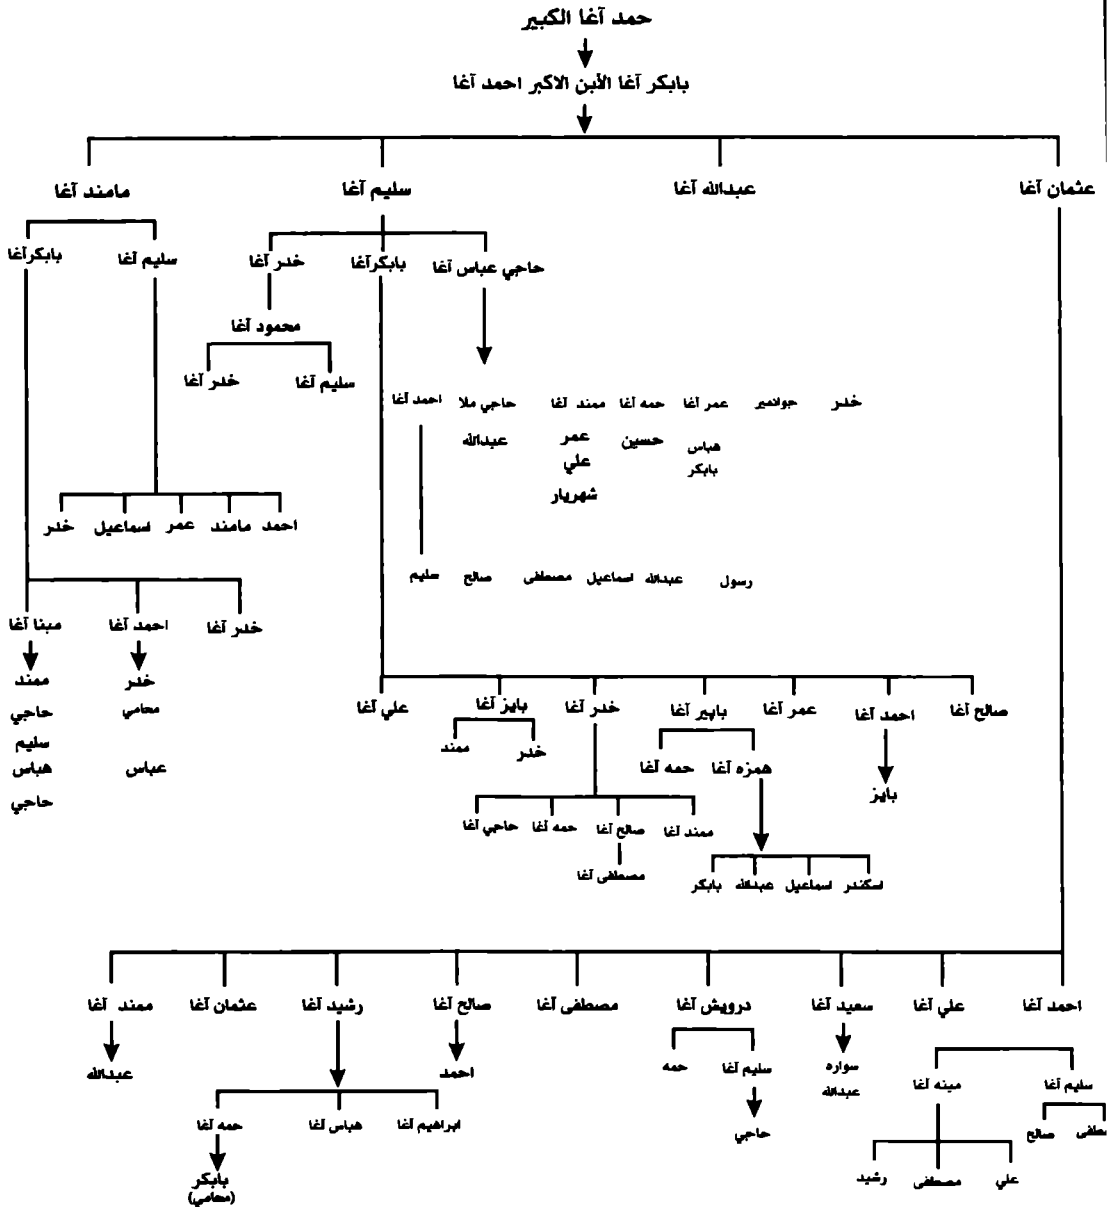 حمد آغا الكبير
بابكر آغا الأبن الاكبر احمد آغا
عثمان آغا عبدالله آغا سليم آغا مامند آغا
حاجي عباس آغا بابكرآغا خدر آغا سليم آغا بابكرآغا
محمود آغا
سليم آغا خدر آغا
خدر جولامير عمر آغا حمه آغا ممند آغا حاجي ملا احمد آغا
هباس حسين عمر عبدالله
بابكر علي
شهريار
احمد مامند عمر اسماعيل خدر
رسول عبدالله اسماعيل مصطفى صالح سليم
خدر آغا احمد آغا مينا آغا
خدر ممند
محامي حاجي
سليم
عباس هباس
حاجي
صالح آغا احمد آغا عمر آغا بابير آغا خدر آغا بايز آغا علي آغا
خدر ممند
همزه آغا حمه آغا
بايز
ممند آغا صالح آغا حمه آغا حاجي آغا
مصطفى آغا
اسكندر اسماعيل عبدالله بابكر
احمد آغا علي آغا سعيد آغا درويش آغا مصطفى آغا صالح آغا رشيد آغا عثمان آغا ممند آغا
سواره سليم آغا حمه احمد عبدالله
عبدالله
سليم آغا مينه آغا
حاجي
ابراهيم آغا هباس آغا حمه آغا
صالح
علي مصطفى رشيد
بابكر
(محامي)